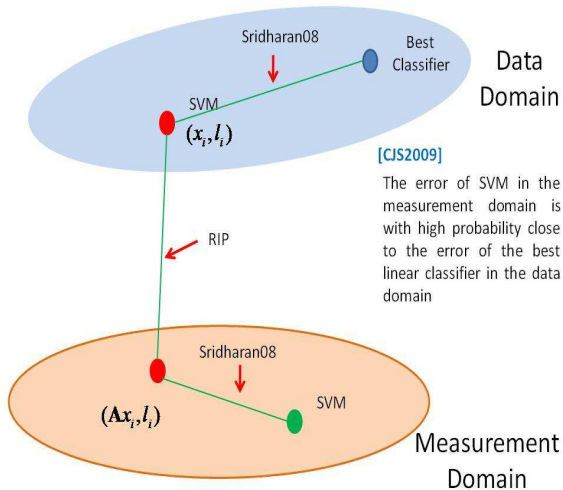 Sridharan08
Best
Classifier
Data
Domain
SVM
(x_i, l_i)
[CJS2009]
The error of SVM in the
measurement domain is
with high probability close
to the error of the best
linear classifier in the data
domain
RIP
Sridharan08
(Ax_i, l_i)
SVM
Measurement
Domain